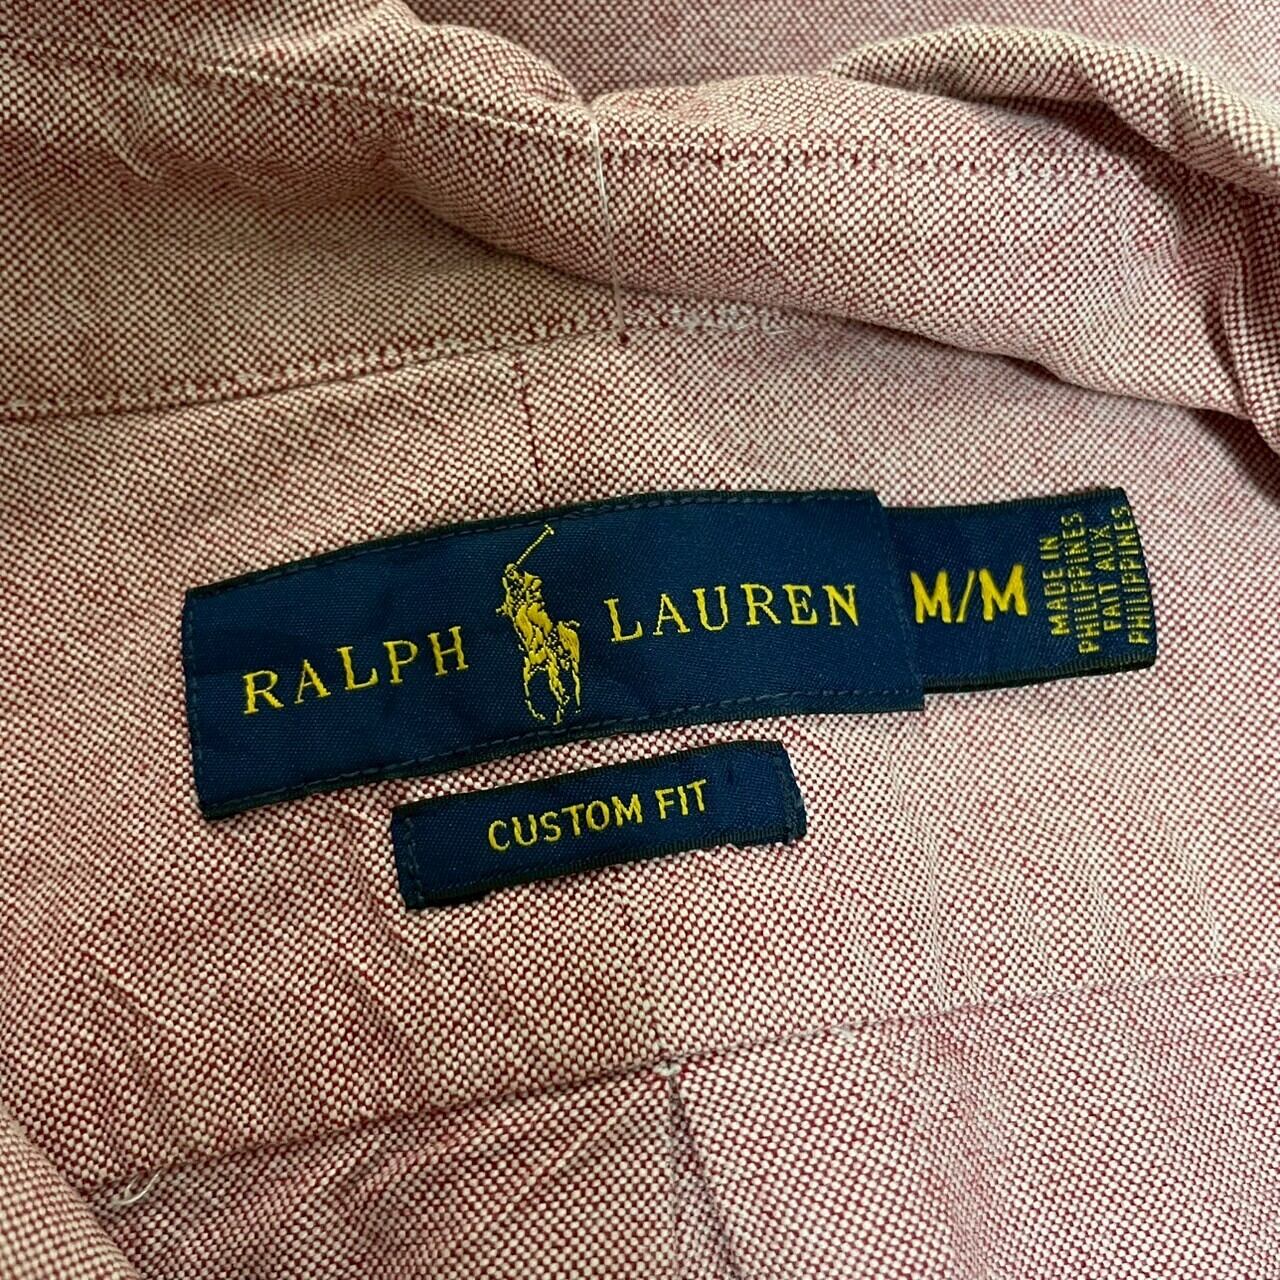 RALPH LAUREN
M/M
MADE IN
PHILIPPINES
FAIT AUX
PHILIPPINES
CUSTOM FIT